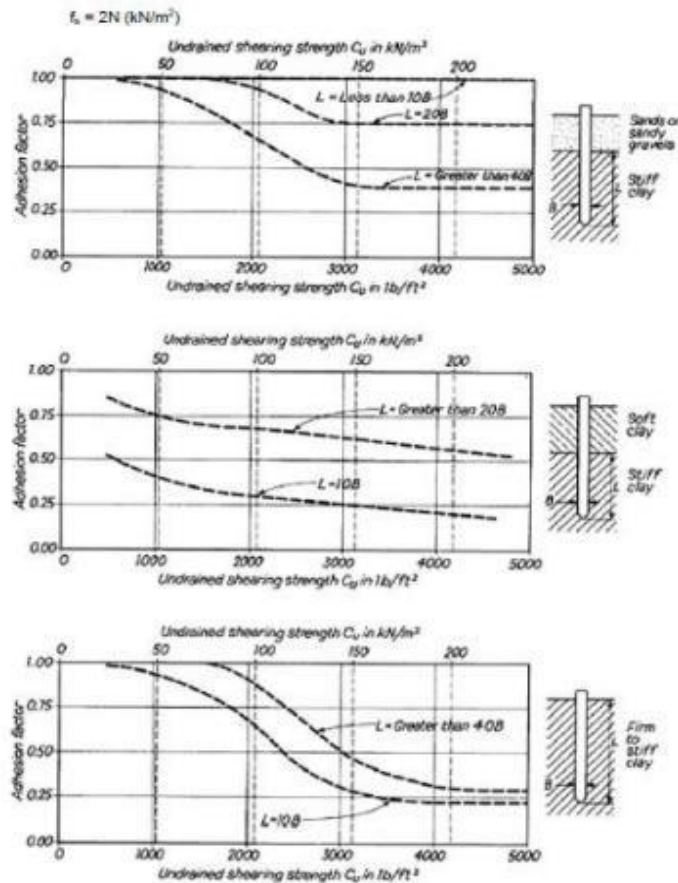 fₛ = 2N (kN/m²)
Undrained shearing strength Cᵤ in kN/m²
0 50 100 150 200
1.00
0.75
0.50
0.25
0.00
Adhesion factor
L = Less than 10B
L = 20B
L = Greater than 40B
0 1000 2000 3000 4000 5000
Undrained shearing strength Cᵤ in lb/ft²
Sands or
sandy
gravels
Stiff
clay
L
B
Undrained shearing strength Cᵤ in kN/m²
0 50 100 150 200
1.00
0.75
0.50
0.25
0.00
Adhesion factor
L = Greater than 20B
L = 10B
0 1000 2000 3000 4000 5000
Undrained shearing strength Cᵤ in lb/ft²
Soft
clay
Stiff
clay
L
B
Undrained shearing strength Cᵤ in kN/m²
0 50 100 150 200
1.00
0.75
0.50
0.25
0.00
Adhesion factor
L = Greater than 40B
L = 10B
0 1000 2000 3000 4000 5000
Undrained shearing strength Cᵤ in lb/ft²
Firm
to
stiff
clay
L
B